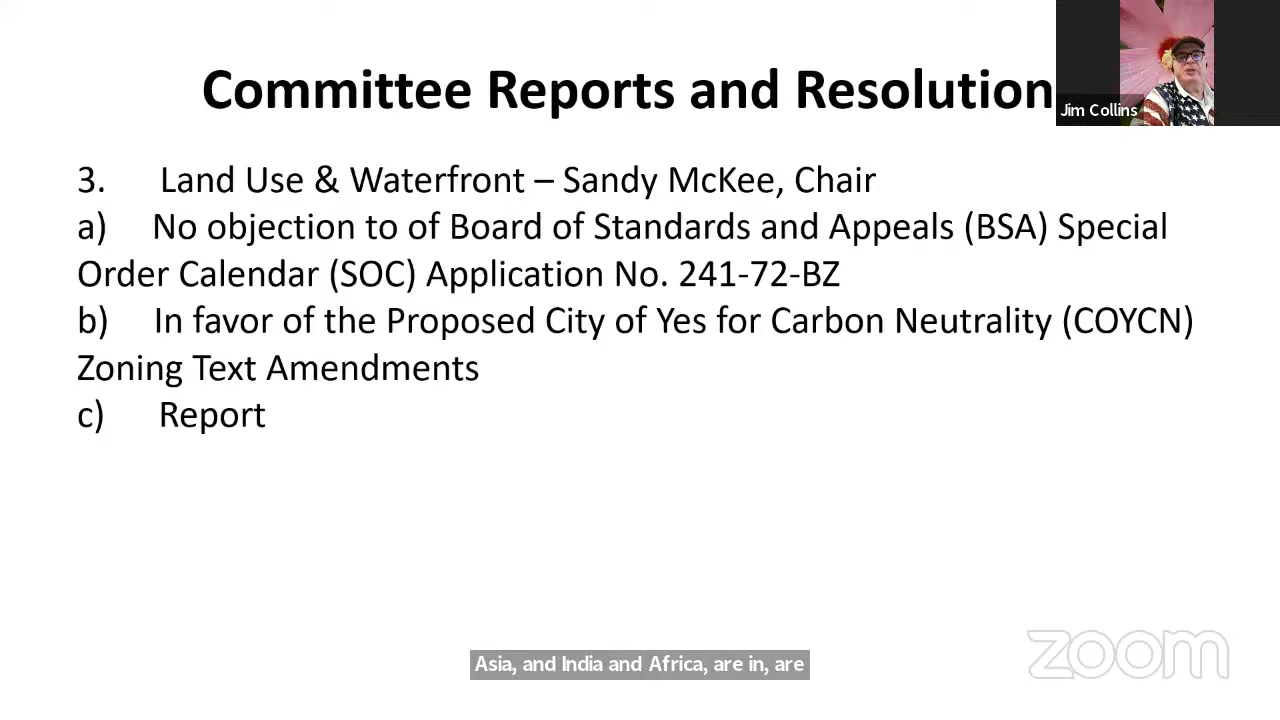 Committee Reports and Resolution
Jim Collins
3. Land Use & Waterfront – Sandy McKee, Chair
a) No objection to of Board of Standards and Appeals (BSA) Special
Order Calendar (SOC) Application No. 241-72-BZ
b) In favor of the Proposed City of Yes for Carbon Neutrality (COYCN)
Zoning Text Amendments
c) Report
Asia, and India and Africa, are in, are
zoom